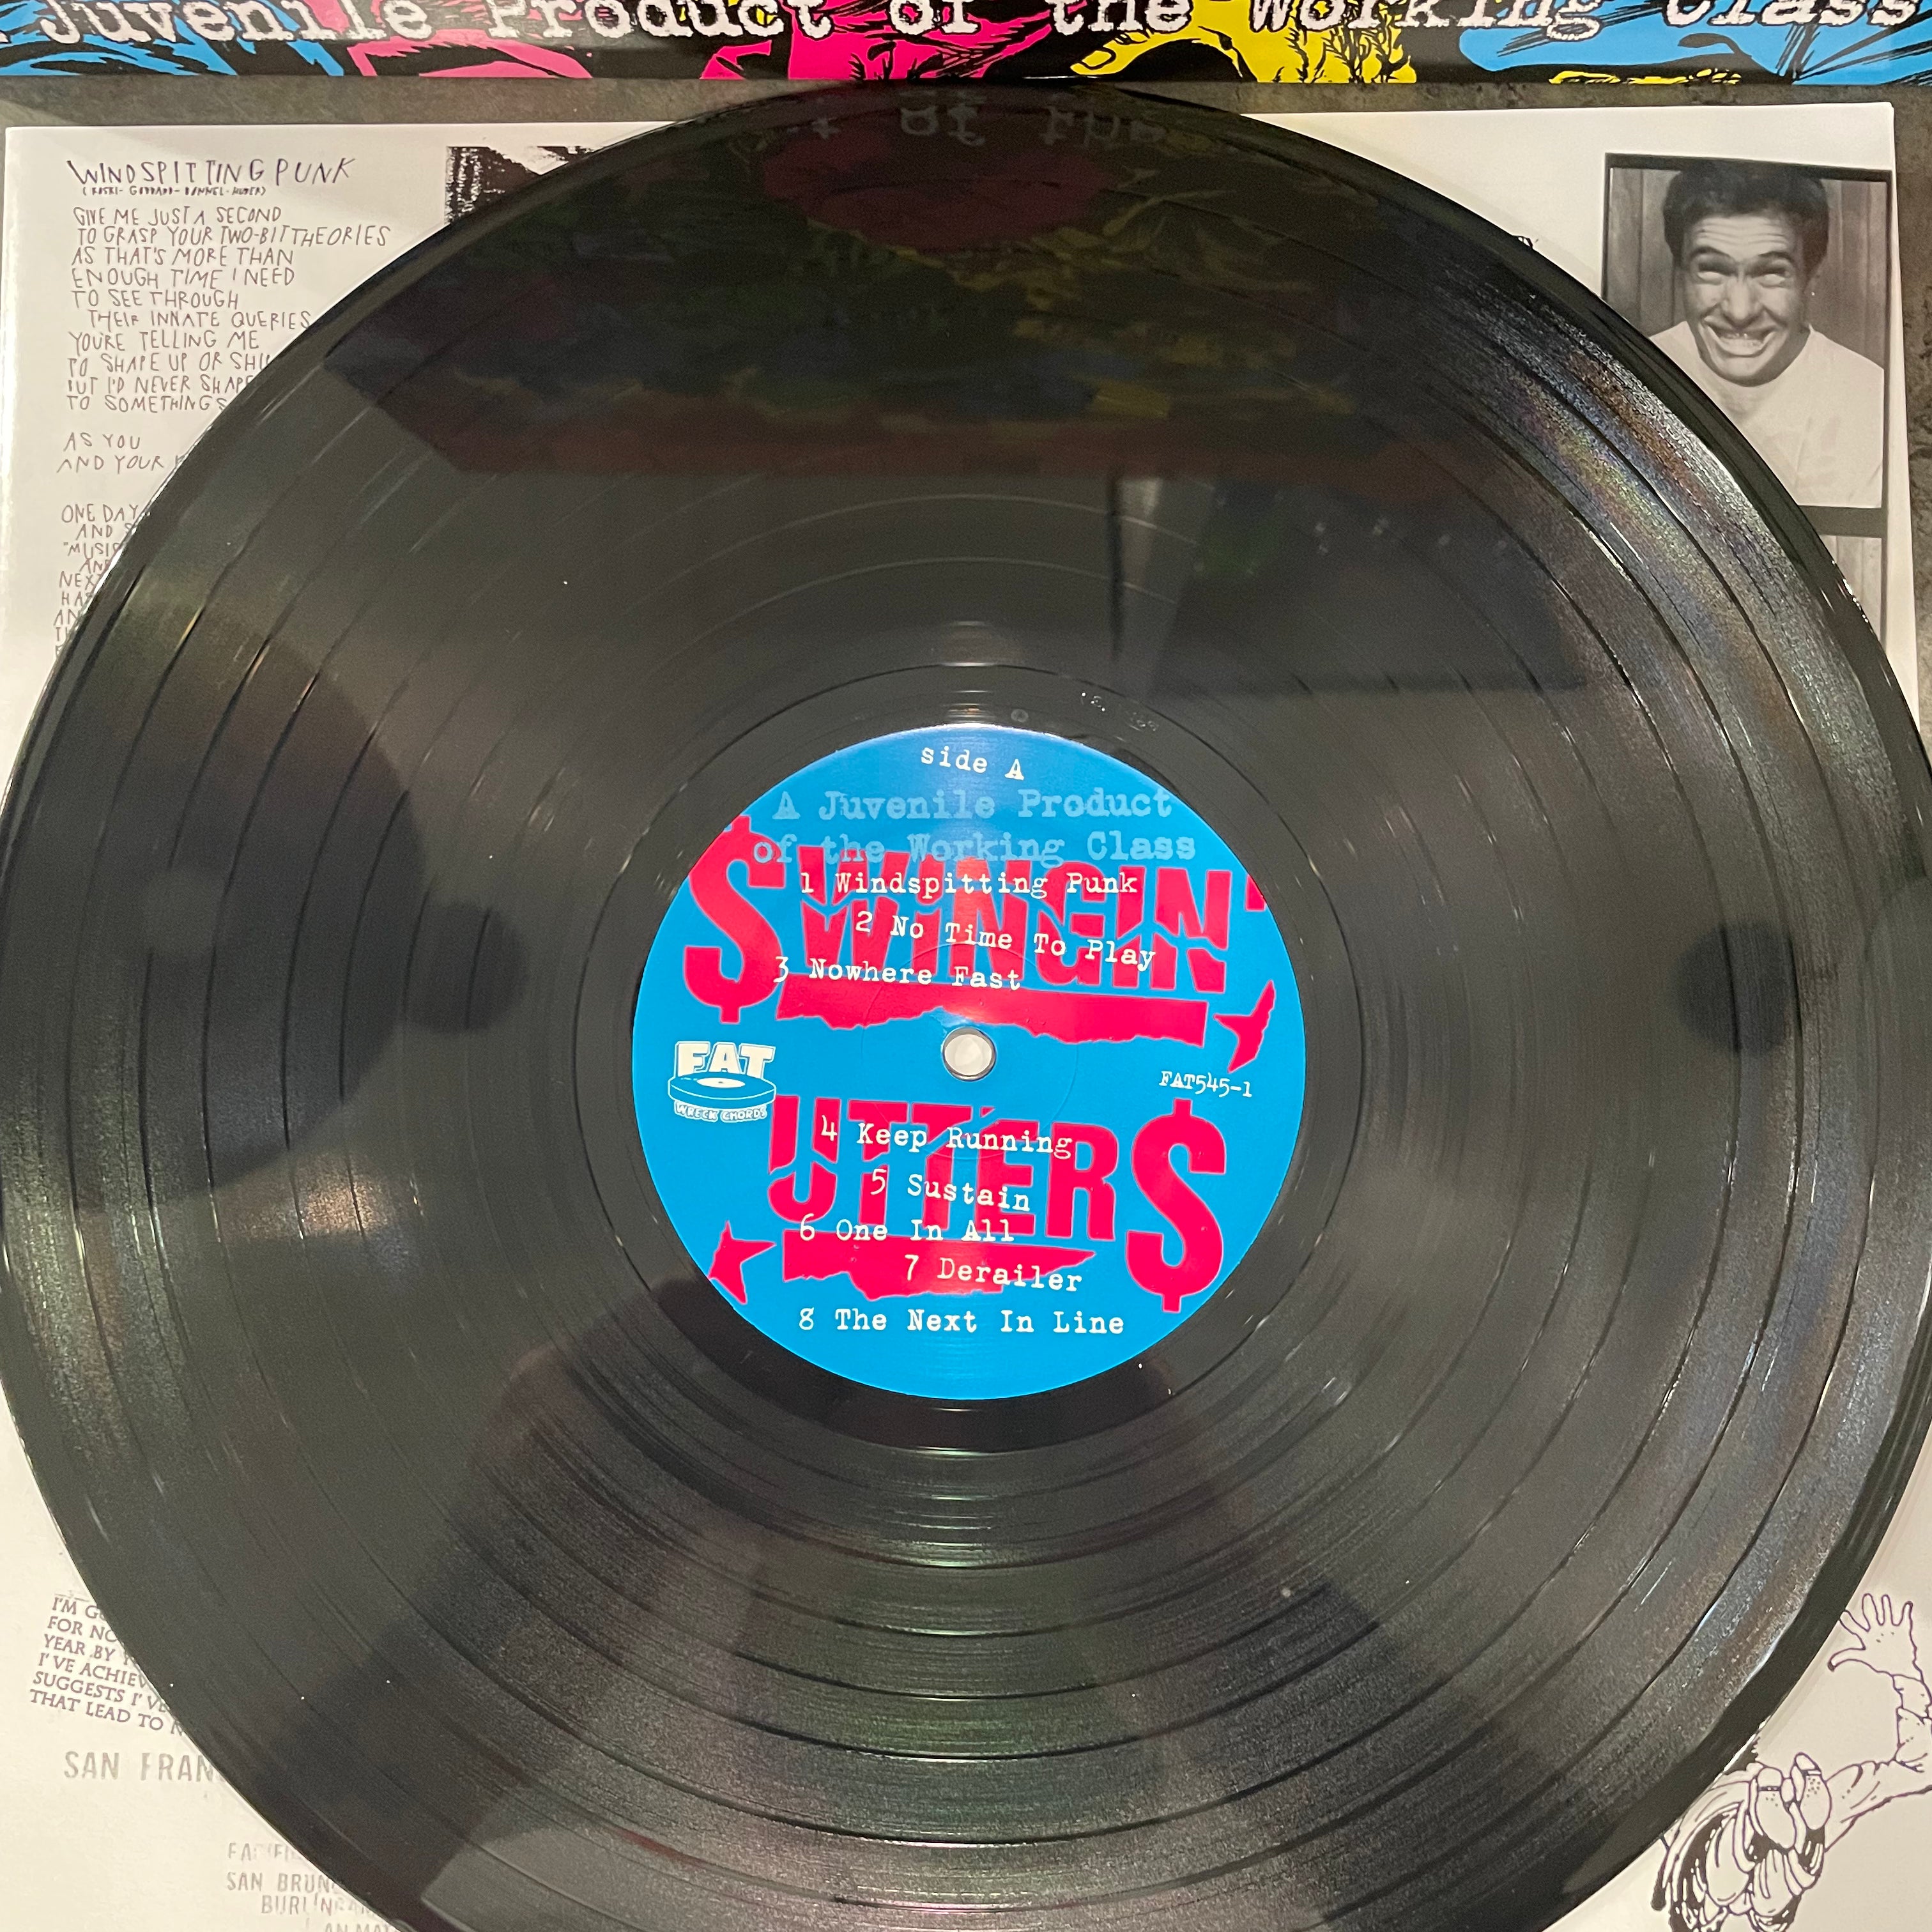 Juvenile Product of the Working Class
WINDSPITTING PUNK
GIVE ME JUST A SECOND
TO GRASP YOUR TWO-BIT THEORIES
AS THAT'S MORE THAN
ENOUGH TIME I NEED
TO SEE THROUGH
THEIR INNATE QUERIES
YOU'RE TELLING ME
TO SHAPE UP OR
BUT I'D NEVER SHAPE
TO
AS YOU
AND YOUR
ONE DAY
AND
side A
A Juvenile Product
of the Working Class
$WINGIN'
1 Windspitting Punk
2 No Time To Play
3 Nowhere Fast
FAT
WRECK CHORDS
FAT545-1
UTTER$
4 Keep Running
5 Sustain
6 One In All
7 Derailer
8 The Next In Line
I'M
FOR
YEAR BY
I'VE
SUGGESTS
THAT LEAD TO
SAN
SAN